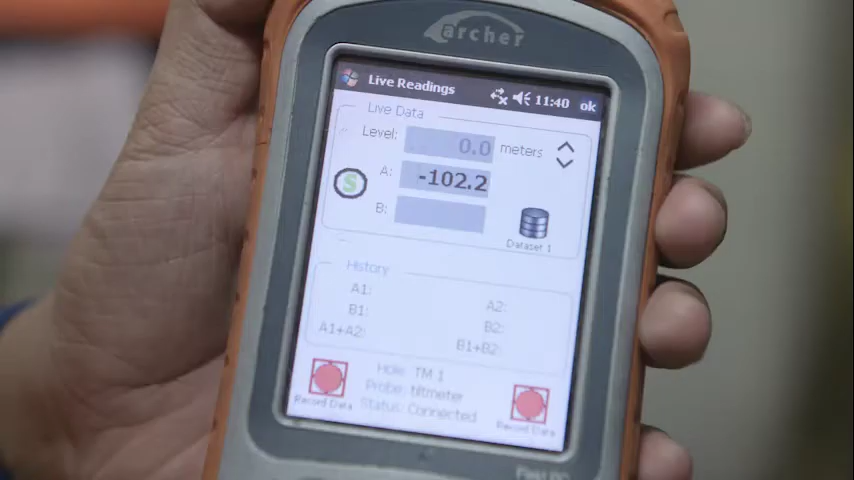 archer
Live Readings 11:40 ok
Live Data
Level: 0.0 meters
A: -102.2
S
B:
Dataset 1
History
A1: A2:
B1: B2:
A1+A2: B1+B2:
Hole: TM 1
Probe: tiltmeter
Status: Connected
Record Data Record Data